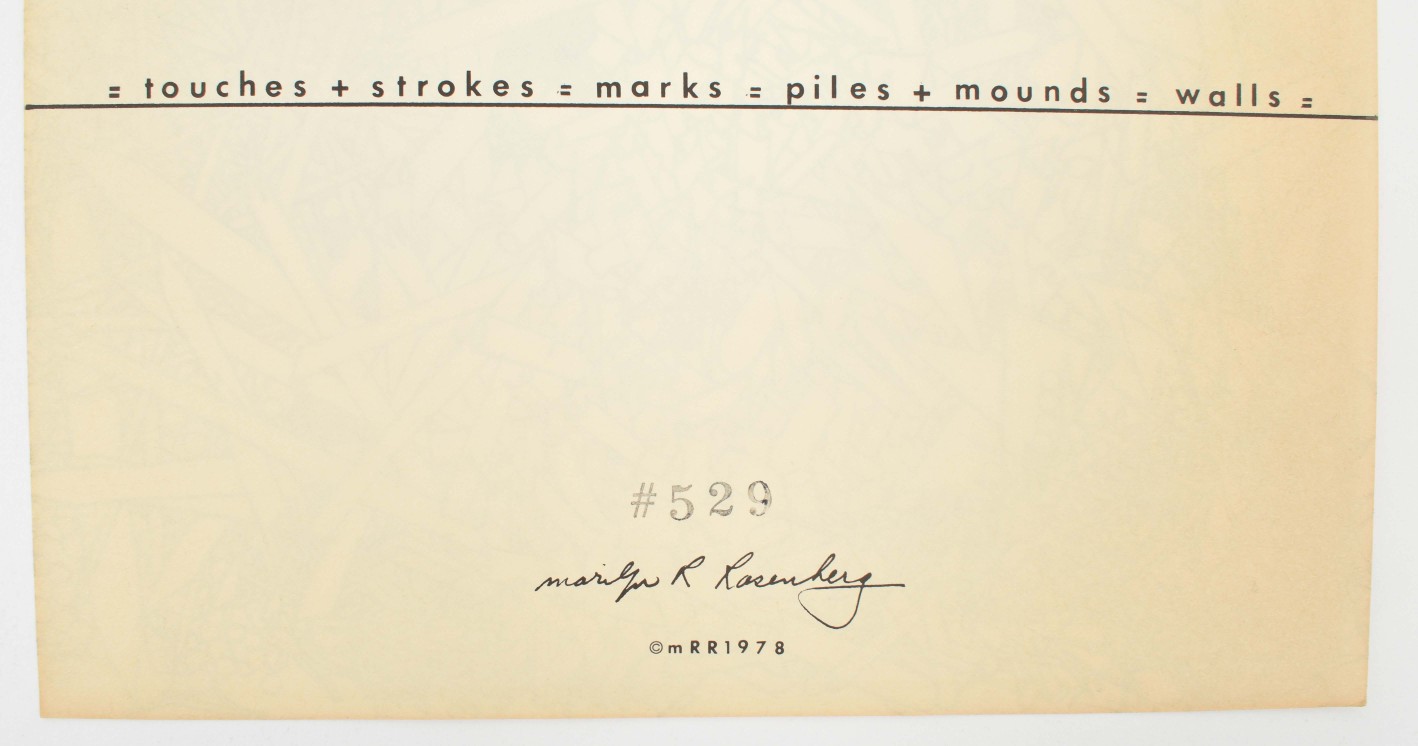 = touches + strokes = marks = piles + mounds = walls =
#529
marilyn R Rosenberg
©mRR1978